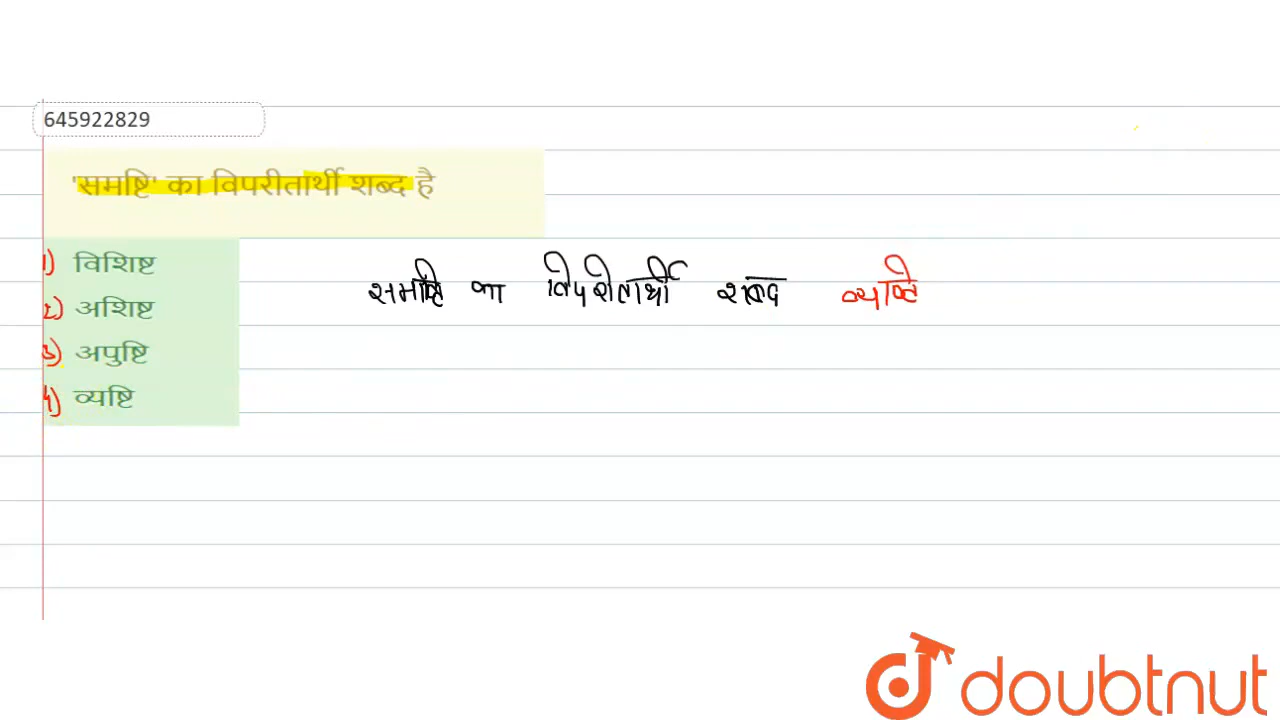 645922829
'समष्टि' का विपरीतार्थी शब्द है
1) विशिष्ट
2) अशिष्ट
3) अपुष्टि
4) व्यष्टि
समष्टि का विपरीतार्थी शब्द व्यष्टि
doubtnut